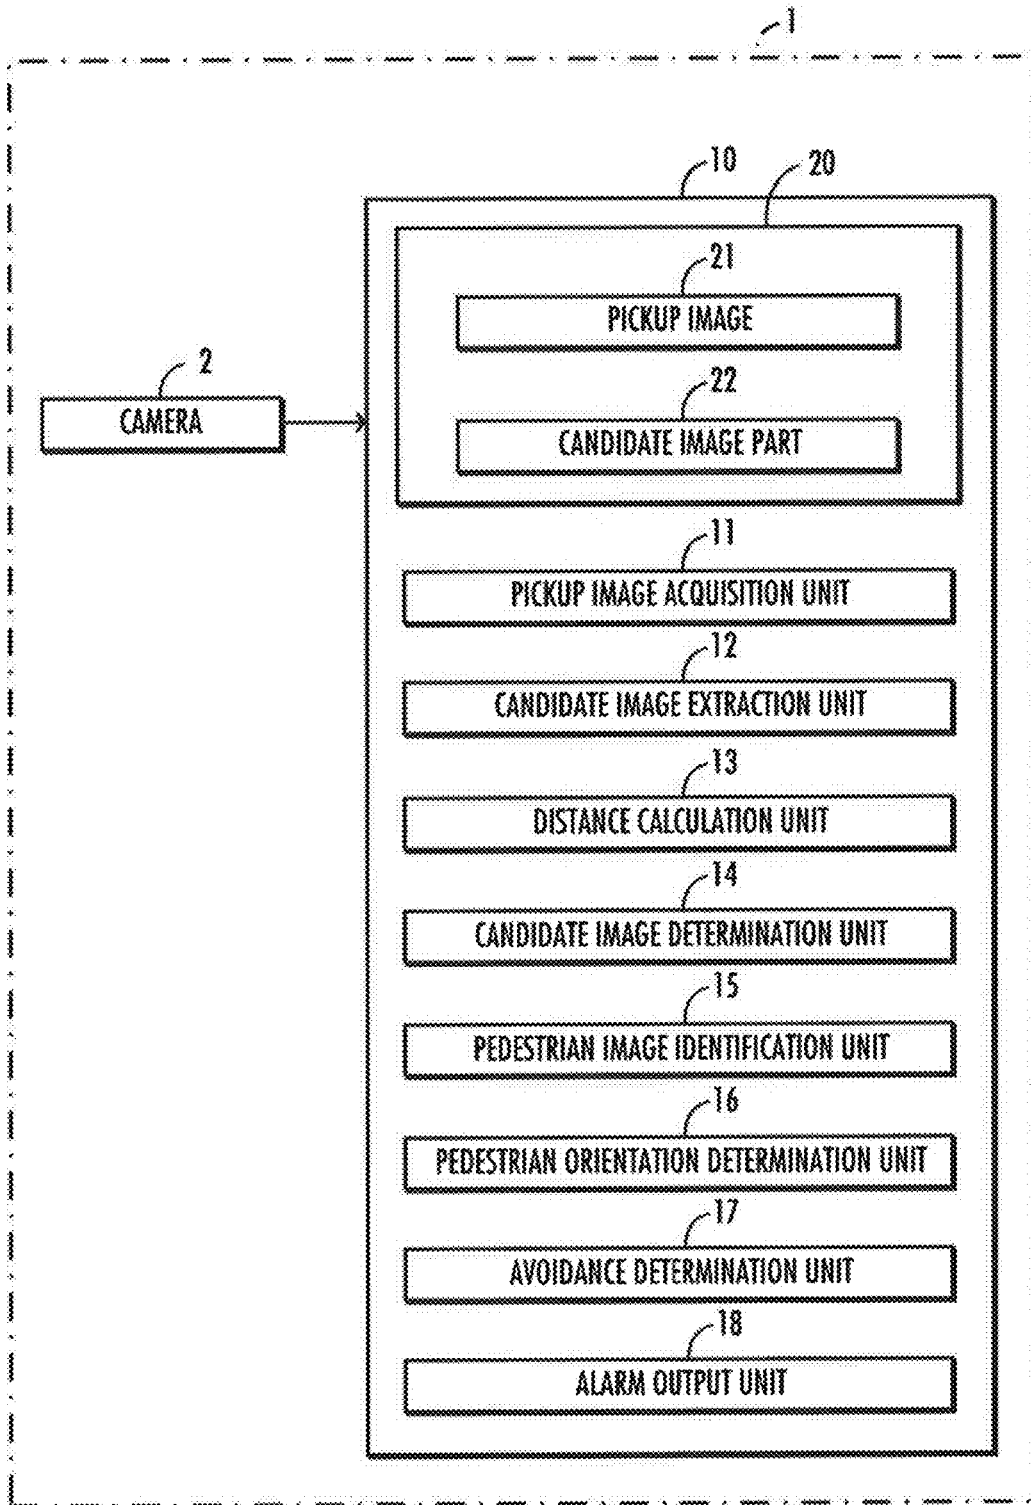 1
10
20
21
PICKUP IMAGE
2
CAMERA
22
CANDIDATE IMAGE PART
11
PICKUP IMAGE ACQUISITION UNIT
12
CANDIDATE IMAGE EXTRACTION UNIT
13
DISTANCE CALCULATION UNIT
14
CANDIDATE IMAGE DETERMINATION UNIT
15
PEDESTRIAN IMAGE IDENTIFICATION UNIT
16
PEDESTRIAN ORIENTATION DETERMINATION UNIT
17
AVOIDANCE DETERMINATION UNIT
18
ALARM OUTPUT UNIT